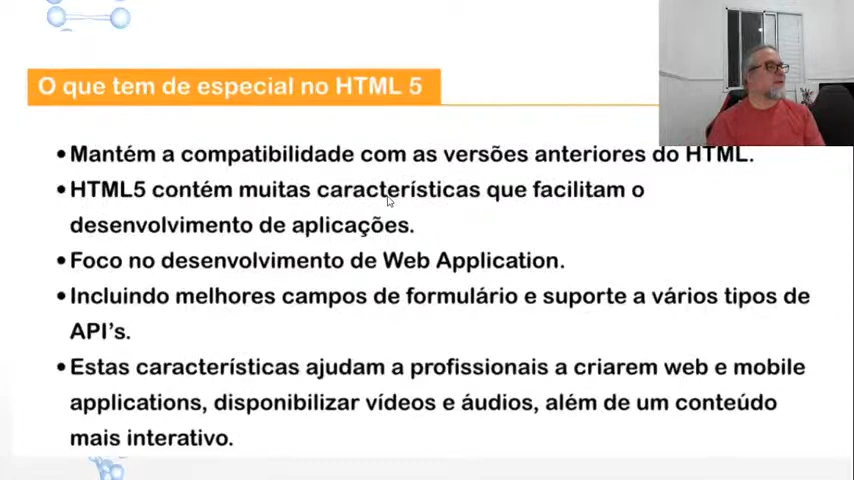 O que tem de especial no HTML 5
•Mantém a compatibilidade com as versões anteriores do HTML.
•HTML5 contém muitas características que facilitam o
desenvolvimento de aplicações.
•Foco no desenvolvimento de Web Application.
•Incluindo melhores campos de formulário e suporte a vários tipos de
API's.
•Estas características ajudam a profissionais a criarem web e mobile
applications, disponibilizar vídeos e áudios, além de um conteúdo
mais interativo.